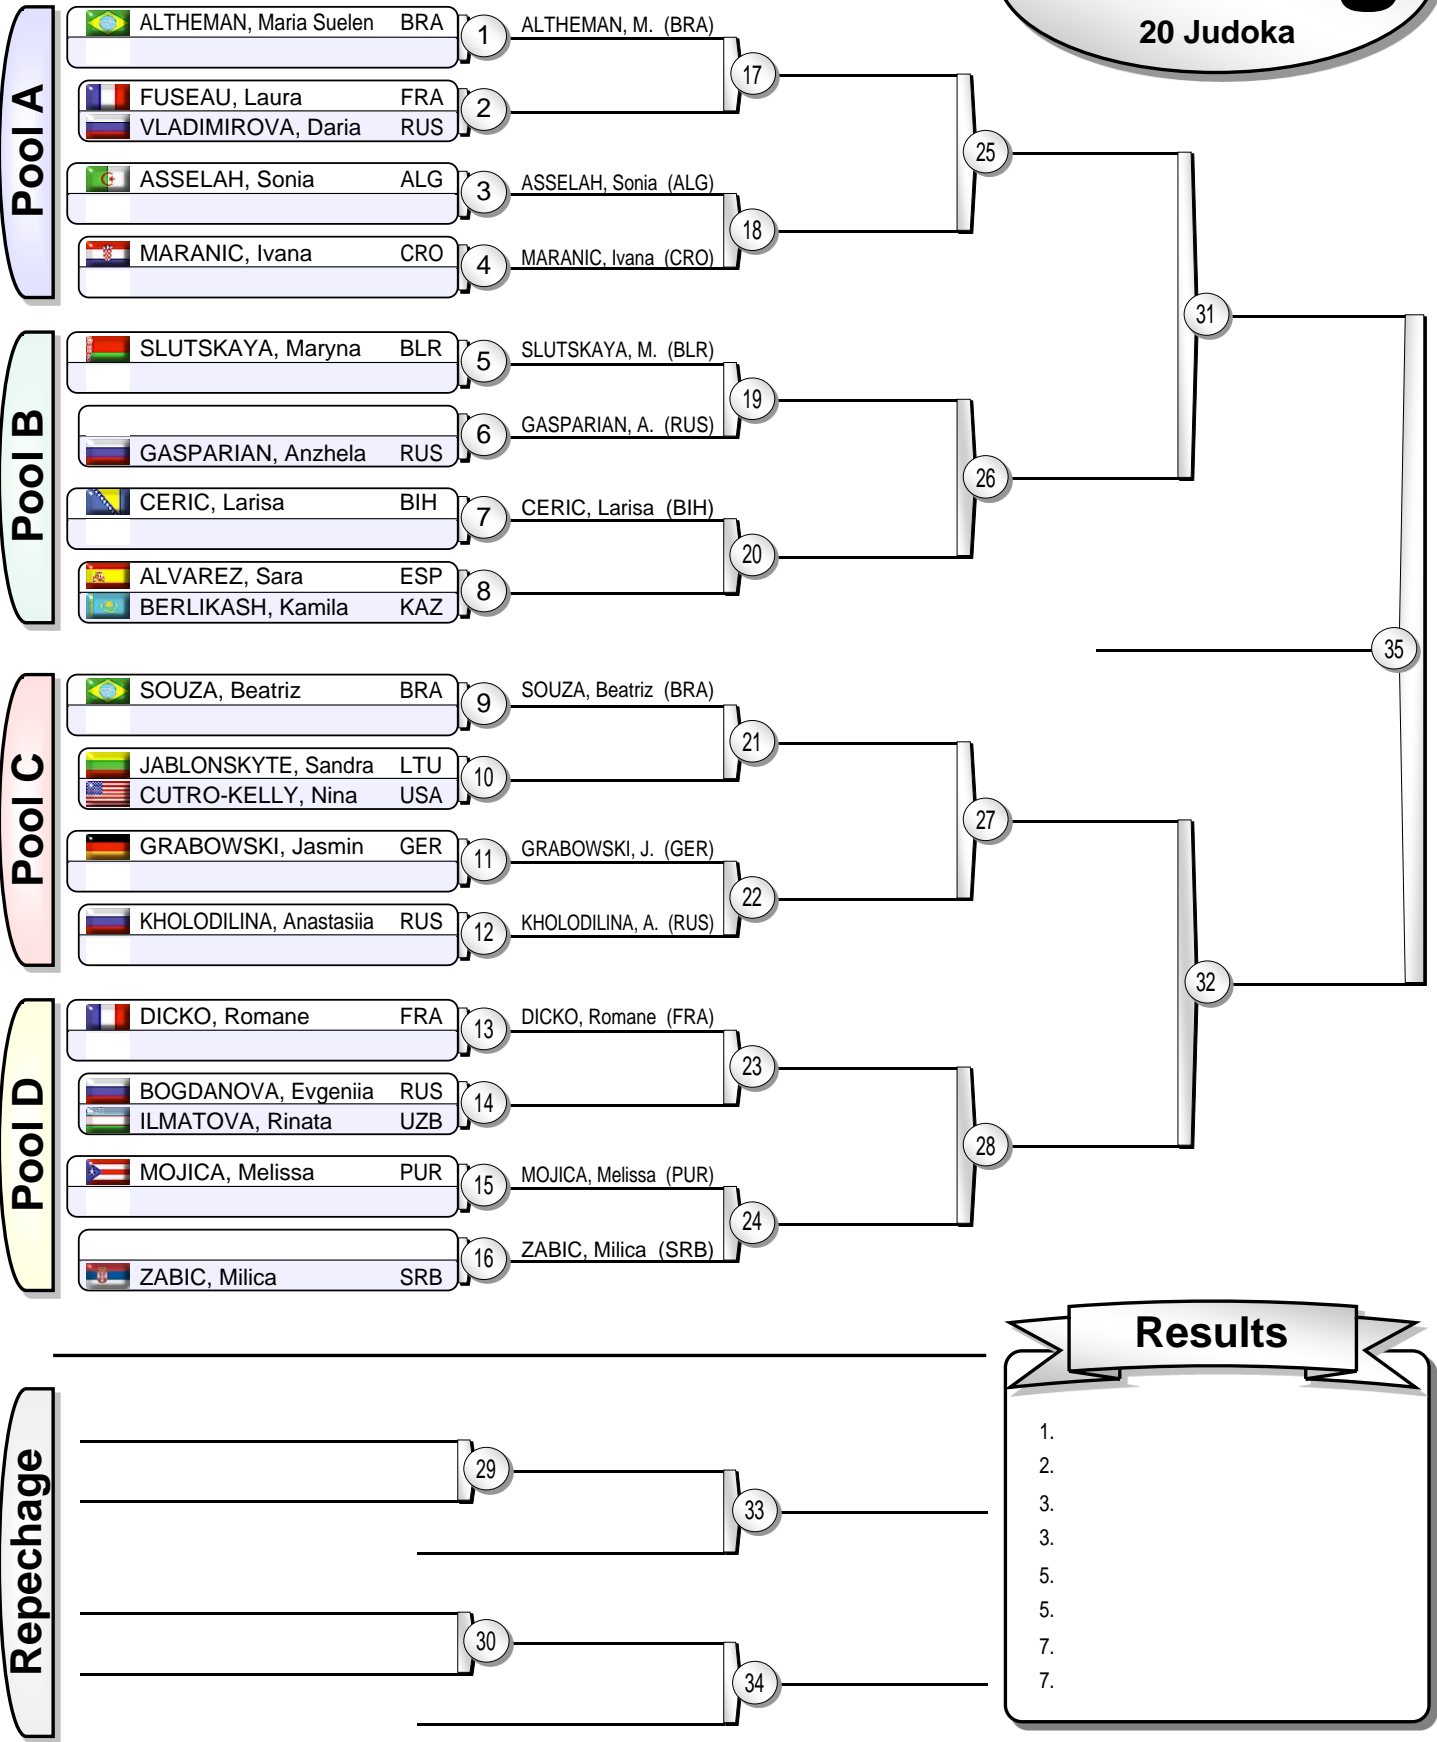 20 Judoka
Pool A
ALTHEMAN, Maria Suelen BRA
1
ALTHEMAN, M. (BRA)
17
FUSEAU, Laura FRA
VLADIMIROVA, Daria RUS
2
25
ASSELAH, Sonia ALG
3
ASSELAH, Sonia (ALG)
18
MARANIC, Ivana CRO
4
MARANIC, Ivana (CRO)
31
Pool B
SLUTSKAYA, Maryna BLR
5
SLUTSKAYA, M. (BLR)
19
GASPARIAN, Anzhela RUS
6
GASPARIAN, A. (RUS)
26
CERIC, Larisa BIH
7
CERIC, Larisa (BIH)
20
ALVAREZ, Sara ESP
BERLIKASH, Kamila KAZ
8
35
Pool C
SOUZA, Beatriz BRA
9
SOUZA, Beatriz (BRA)
21
JABLONSKYTE, Sandra LTU
CUTRO-KELLY, Nina USA
10
27
GRABOWSKI, Jasmin GER
11
GRABOWSKI, J. (GER)
22
KHOLODILINA, Anastasiia RUS
12
KHOLODILINA, A. (RUS)
32
Pool D
DICKO, Romane FRA
13
DICKO, Romane (FRA)
23
BOGDANOVA, Evgeniia RUS
ILMATOVA, Rinata UZB
14
28
MOJICA, Melissa PUR
15
MOJICA, Melissa (PUR)
24
ZABIC, Milica SRB
16
ZABIC, Milica (SRB)
Repechage
29
33
30
34
Results
1.
2.
3.
3.
5.
5.
7.
7.